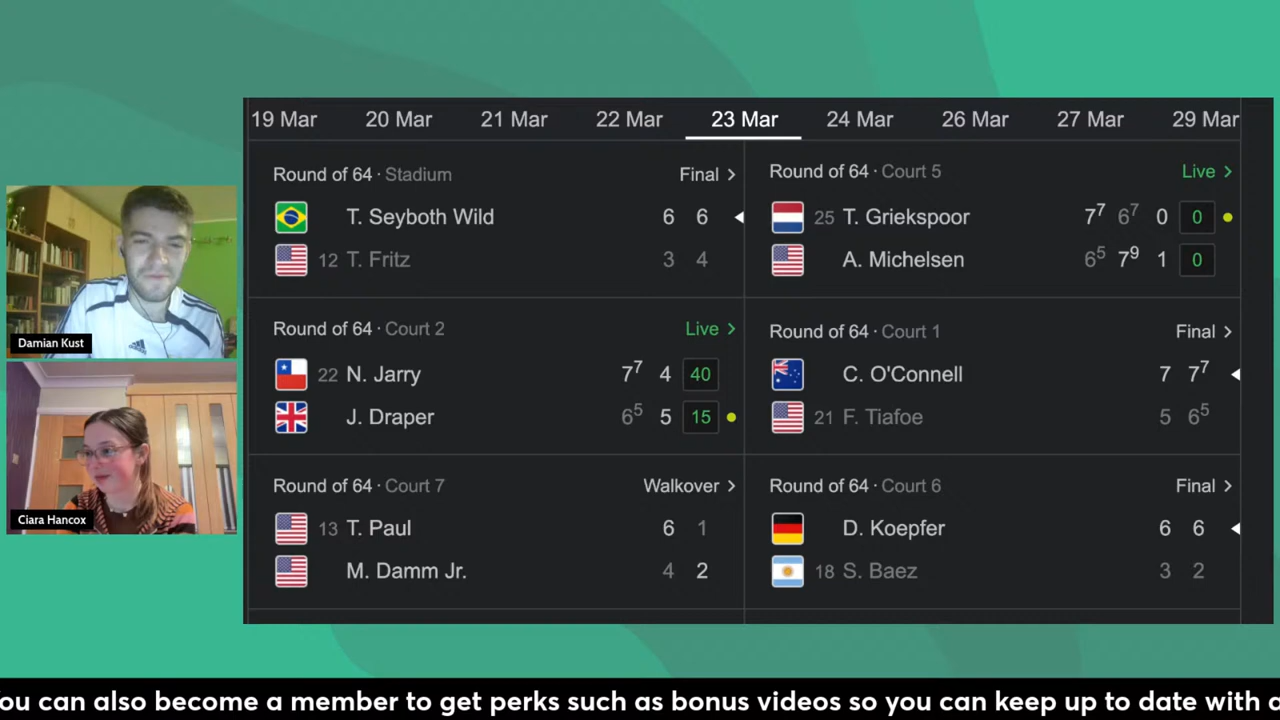 19 Mar 20 Mar 21 Mar 22 Mar 23 Mar 24 Mar 26 Mar 27 Mar 29 Mar
Round of 64 · Stadium Final
T. Seyboth Wild 6 6
12 T. Fritz 3 4
Round of 64 · Court 5 Live
25 T. Griekspoor 7⁷ 6⁷ 0 0
A. Michelsen 6⁵ 7⁹ 1 0
Round of 64 · Court 2 Live
22 N. Jarry 7⁷ 4 40
J. Draper 6⁵ 5 15
Round of 64 · Court 1 Final
C. O'Connell 7 7⁷
21 F. Tiafoe 5 6⁵
Round of 64 · Court 7 Walkover
13 T. Paul 6 1
M. Damm Jr. 4 2
Round of 64 · Court 6 Final
D. Koepfer 6 6
18 S. Baez 3 2
Damian Kust
adidas
Ciara Hancox
ou can also become a member to get perks such as bonus videos so you can keep up to date with